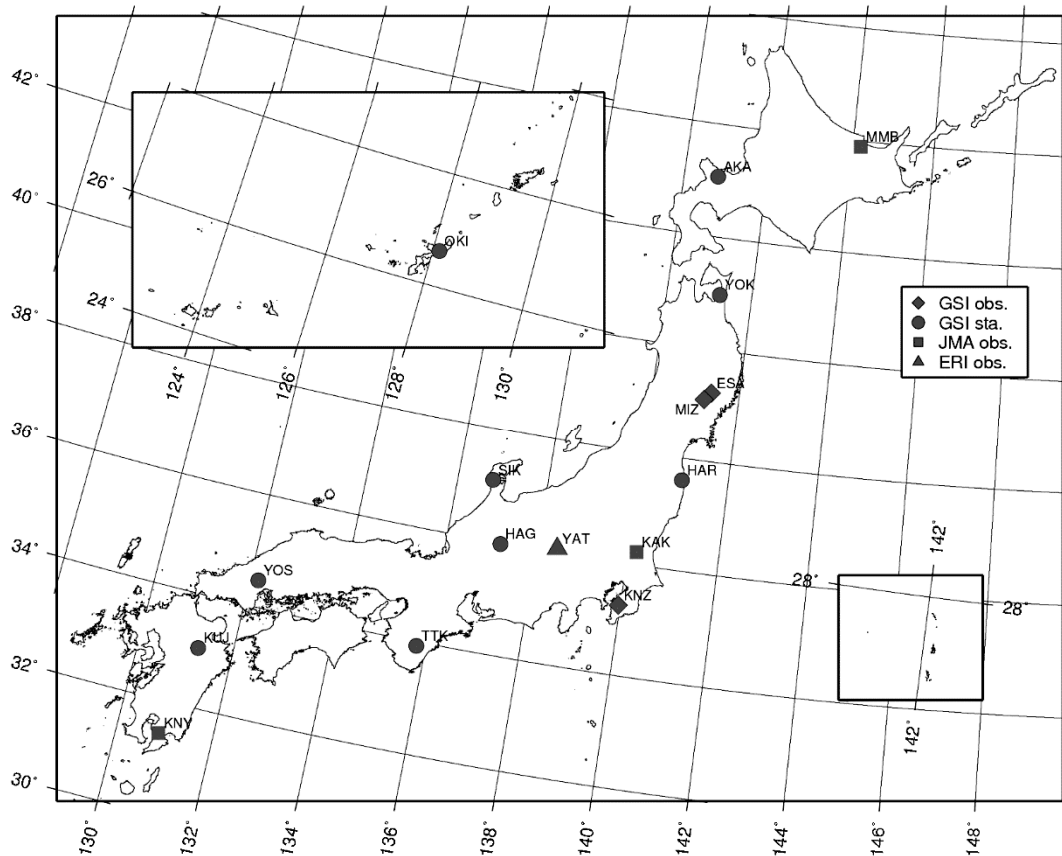 42°
40°
38°
36°
34°
32°
30°
26°
24°
124°
126°
128°
130°
OKI
MMB
AKA
YOK
GSI obs.
GSI sta.
JMA obs.
ERI obs.
ESA
MIZ
SIK
HAR
HAG
YAT
KAK
YOS
KNZ
KUJ
TTK
KNY
142°
28°
28°
142°
130°
132°
134°
136°
138°
140°
142°
144°
146°
148°